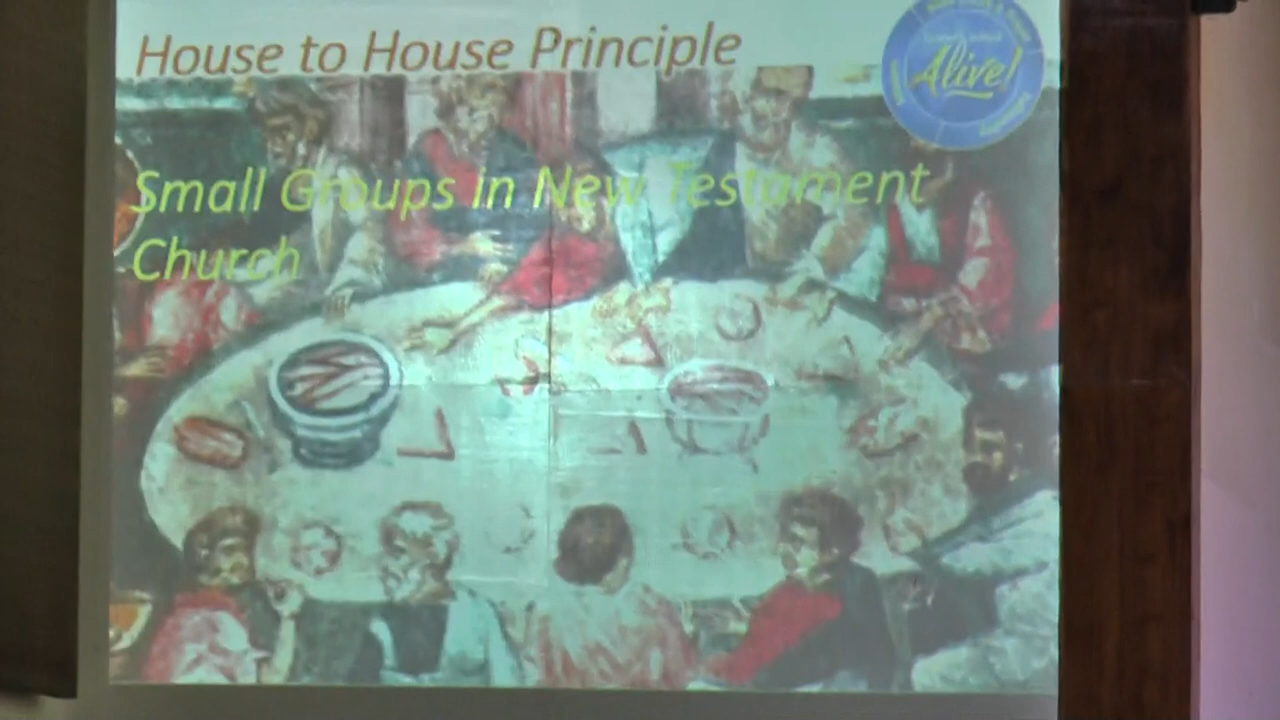 House to House Principle
Alive!
Small Groups in New Testament
Church